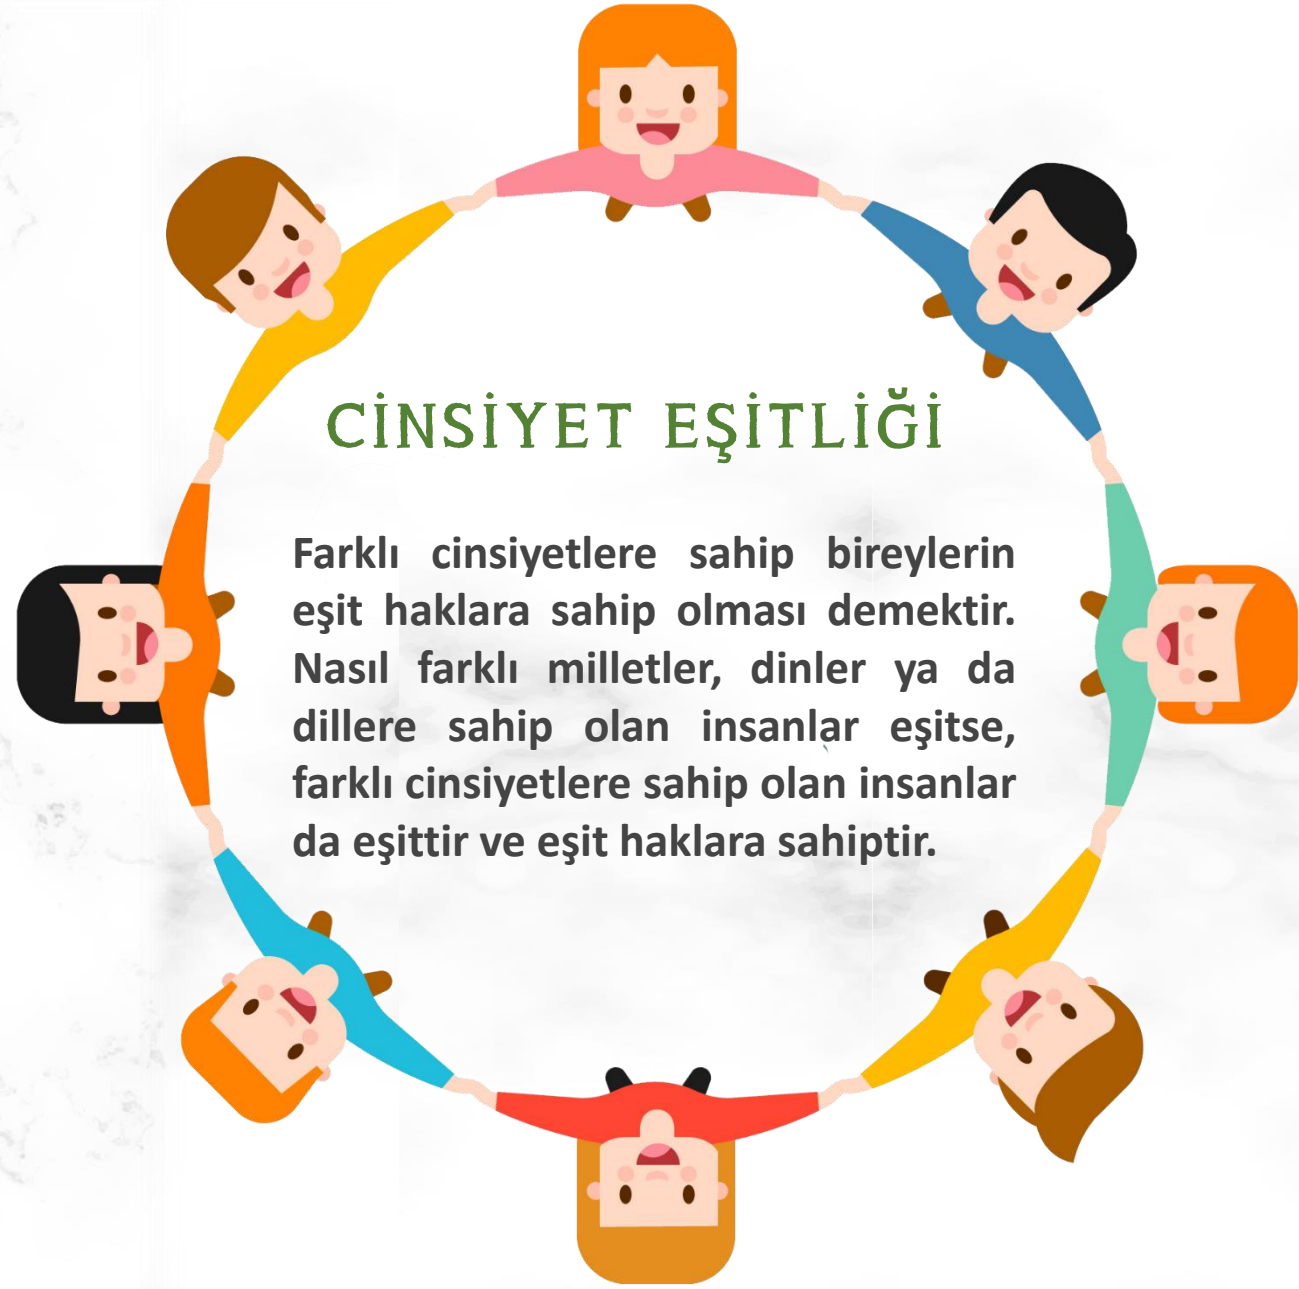 CİNSİYET EŞİTLİĞİ
Farklı cinsiyetlere sahip bireylerin
eşit haklara sahip olması demektir.
Nasıl farklı milletler, dinler ya da
dillere sahip olan insanlar eşitse,
farklı cinsiyetlere sahip olan insanlar
da eşittir ve eşit haklara sahiptir.